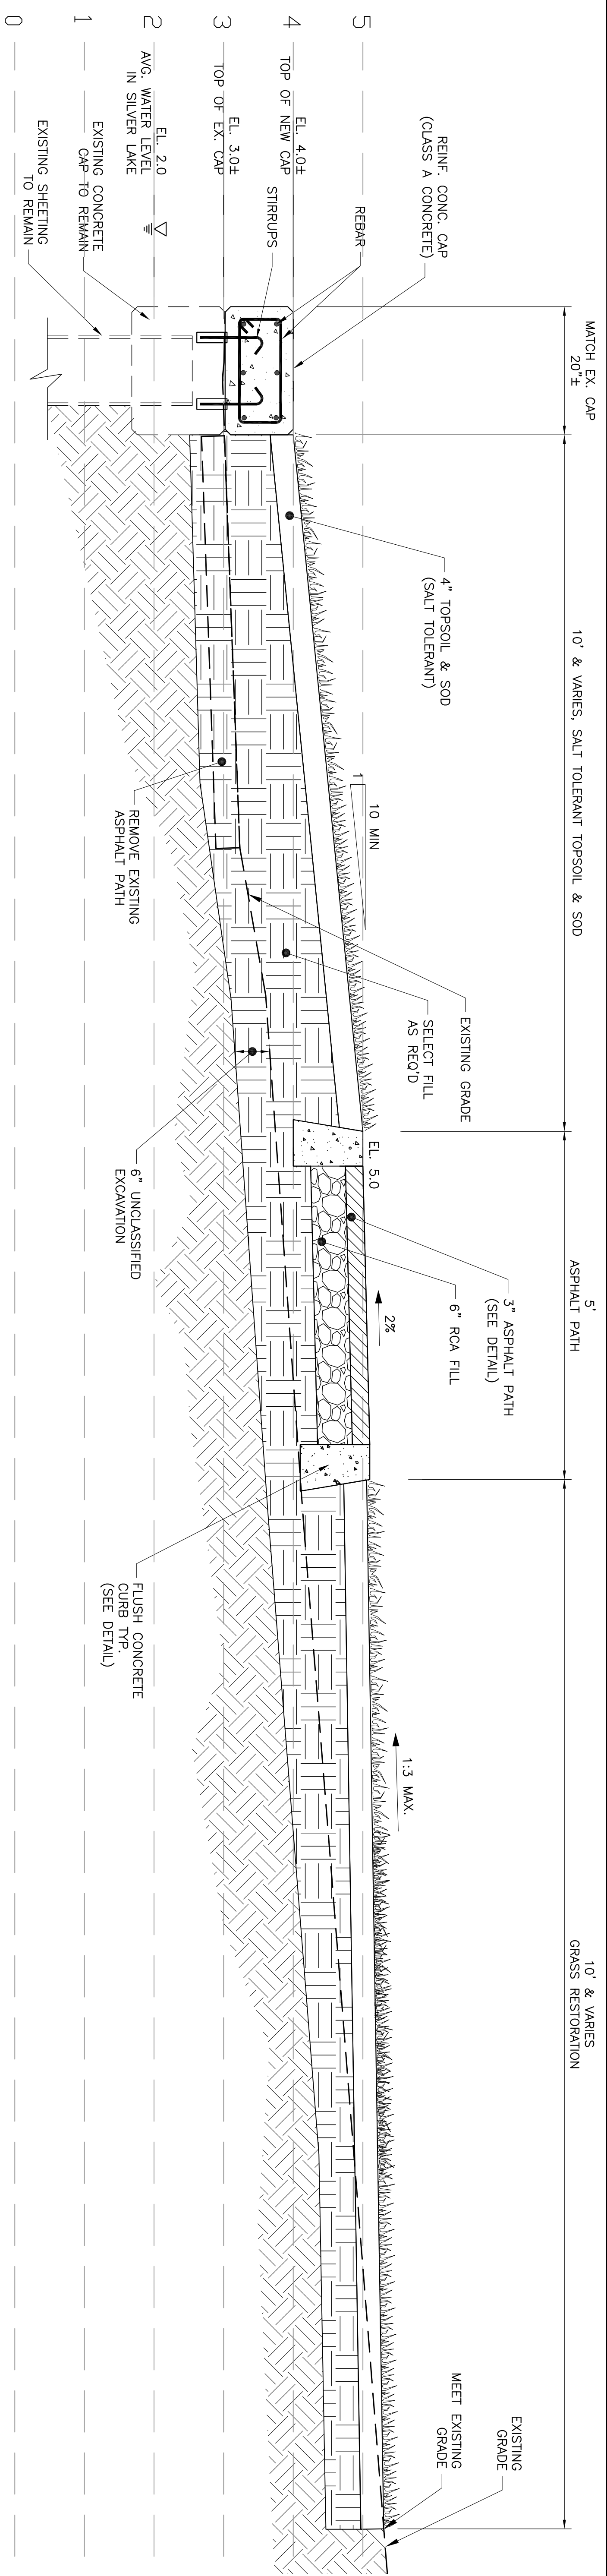 MATCH EX. CAP
20"±
10' & VARIES, SALT TOLERANT TOPSOIL & SOD
5'
ASPHALT PATH
10' & VARIES
GRASS RESTORATION
REINF. CONC. CAP
(CLASS A CONCRETE)
REBAR
STIRRUPS
4" TOPSOIL & SOD
(SALT TOLERANT)
10 MIN
1
EXISTING GRADE
SELECT FILL
AS REQ'D
3" ASPHALT PATH
(SEE DETAIL)
6" RCA FILL
2%
EL. 5.0
1:3 MAX.
EXISTING
GRADE
MEET EXISTING
GRADE
5
EL. 4.0±
TOP OF NEW CAP
4
EL. 3.0±
TOP OF EX. CAP
3
EL. 2.0
AVG. WATER LEVEL
IN SILVER LAKE
2
EXISTING CONCRETE
CAP TO REMAIN
1
EXISTING SHEETING
TO REMAIN
0
REMOVE EXISTING
ASPHALT PATH
6" UNCLASSIFIED
EXCAVATION
FLUSH CONCRETE
CURB TYP.
(SEE DETAIL)